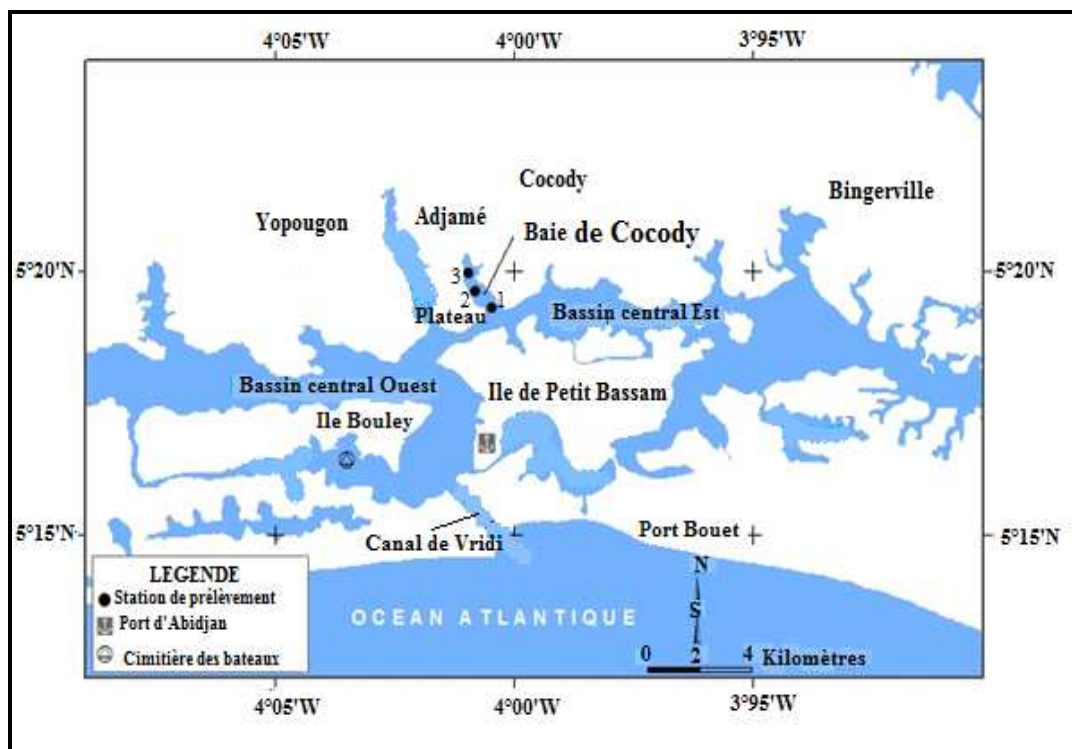 4°05'W 4°00'W 3°95'W
Cocody
Bingerville
Adjamé
Yopougon
Baie de Cocody
5°20'N 5°20'N
3
2 1
Plateau
Bassin central Est
Bassin central Ouest
Ile de Petit Bassam
Ile Bouley
5°15'N 5°15'N
Port Bouet
Canal de Vridi
N
S
LEGENDE
Station de prélèvement
Port d'Abidjan
Cimitière des bateaux
OCEAN ATLANTIQUE
0 2 4 Kilomètres
4°05'W 4°00'W 3°95'W